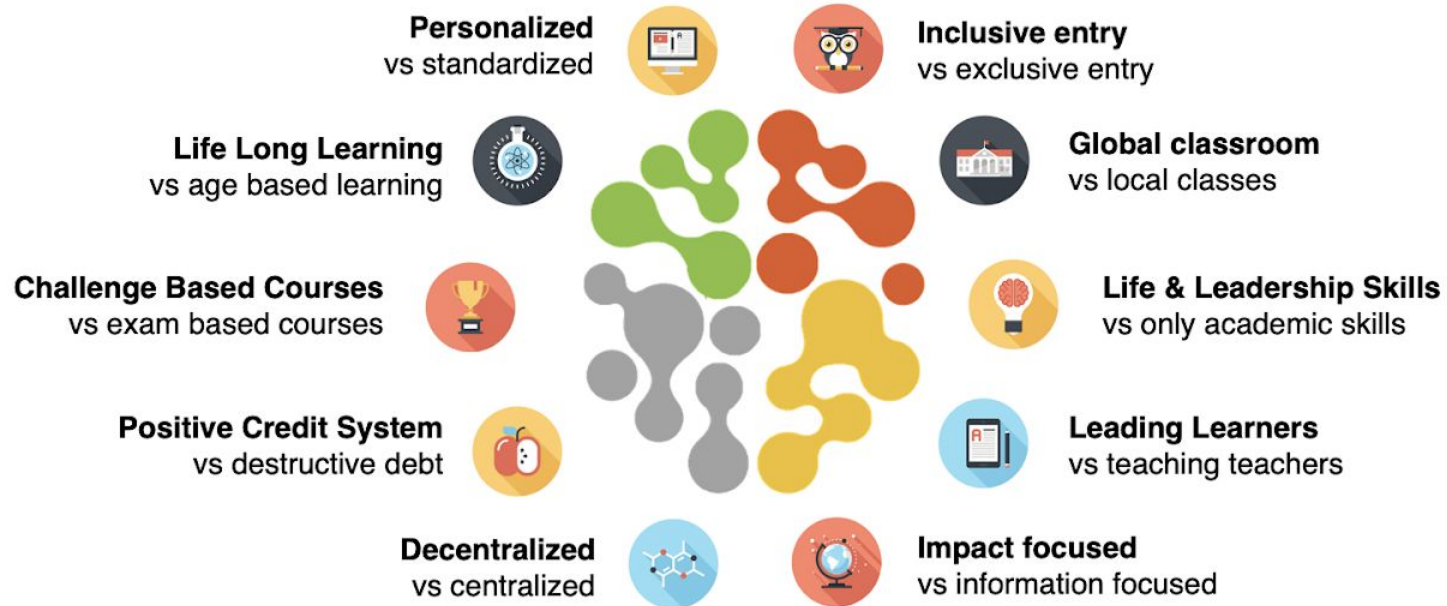 Personalized
vs standardized
Inclusive entry
vs exclusive entry
Life Long Learning
vs age based learning
Global classroom
vs local classes
Challenge Based Courses
vs exam based courses
Life & Leadership Skills
vs only academic skills
Positive Credit System
vs destructive debt
Leading Learners
vs teaching teachers
Decentralized
vs centralized
Impact focused
vs information focused